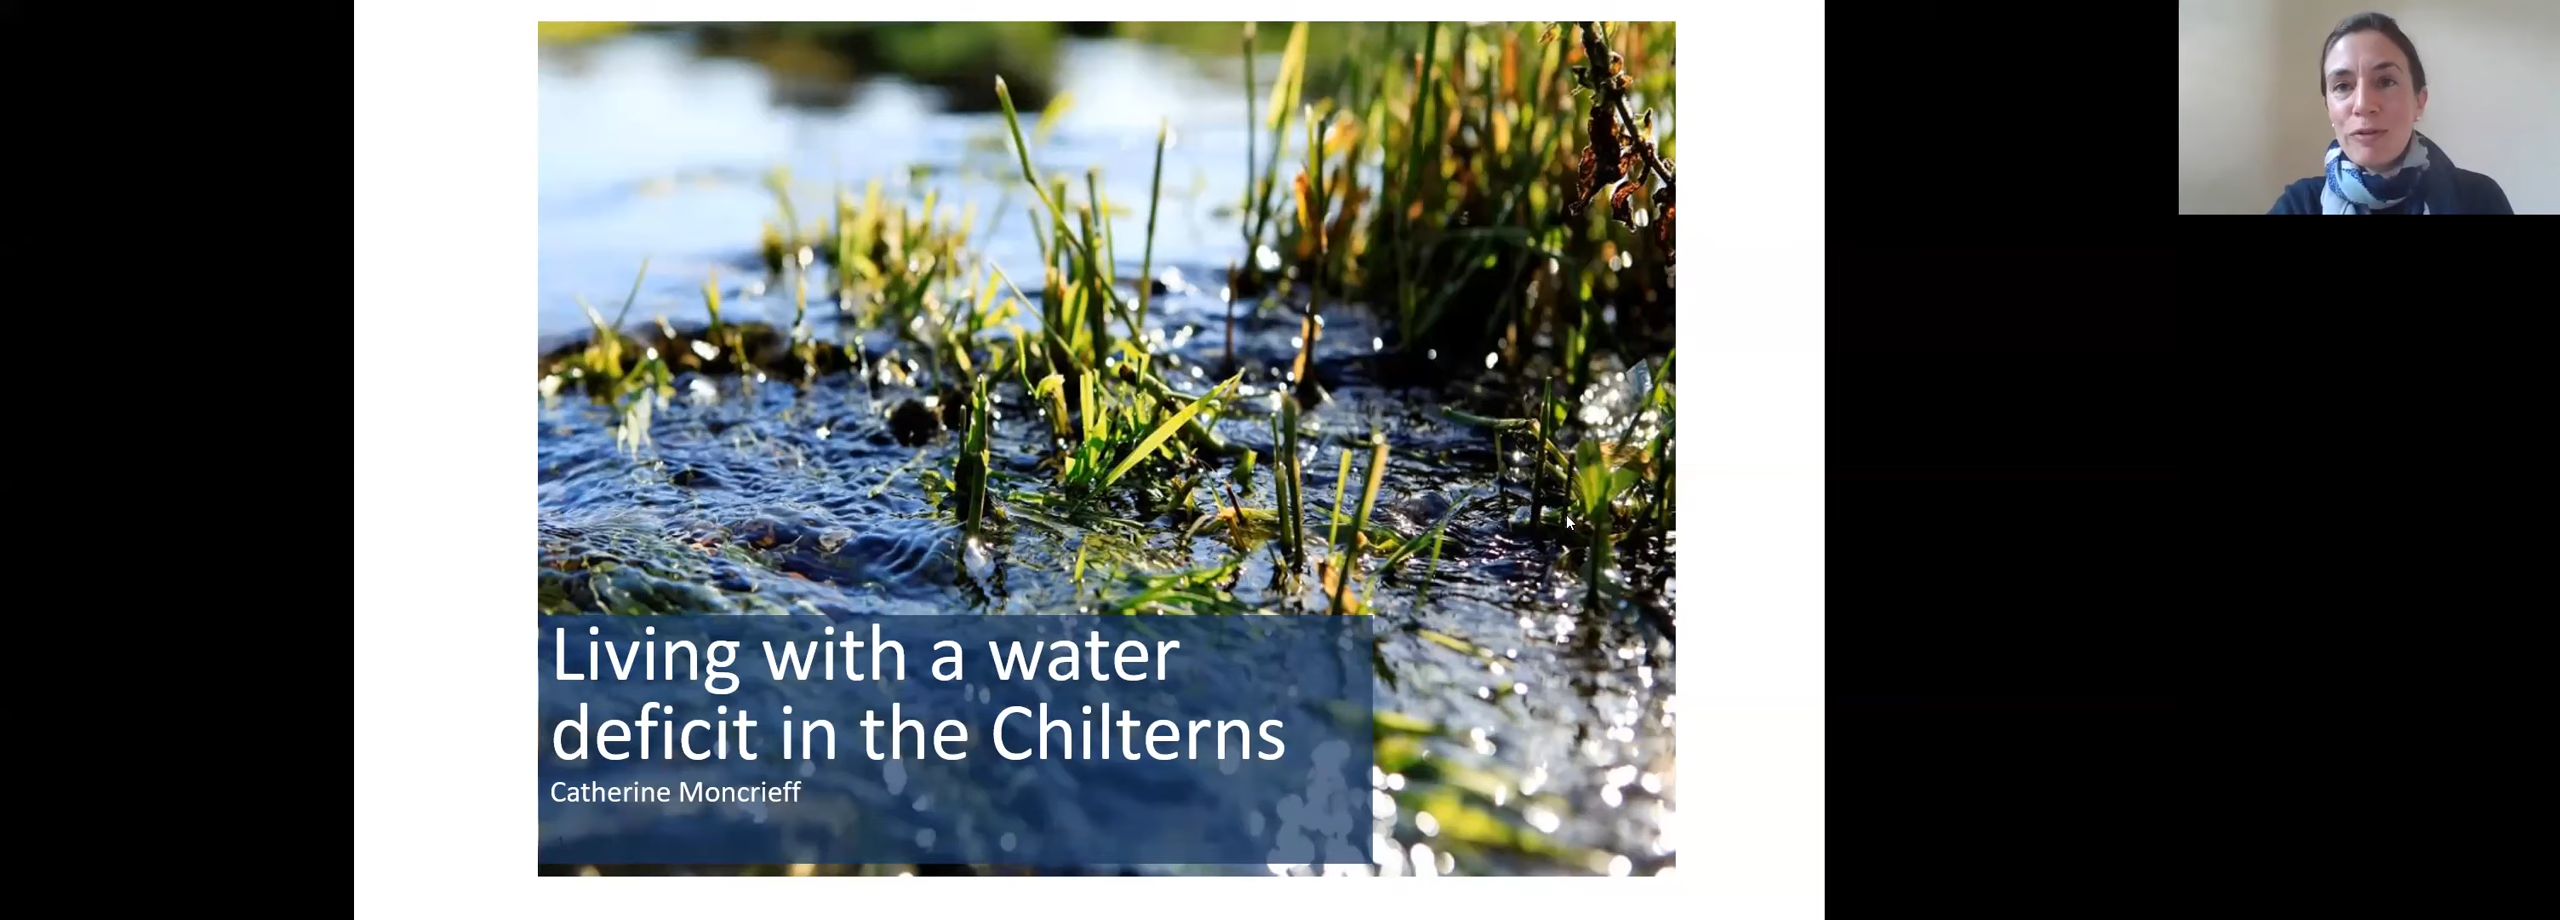 Living with a water
deficit in the Chilterns
Catherine Moncrieff